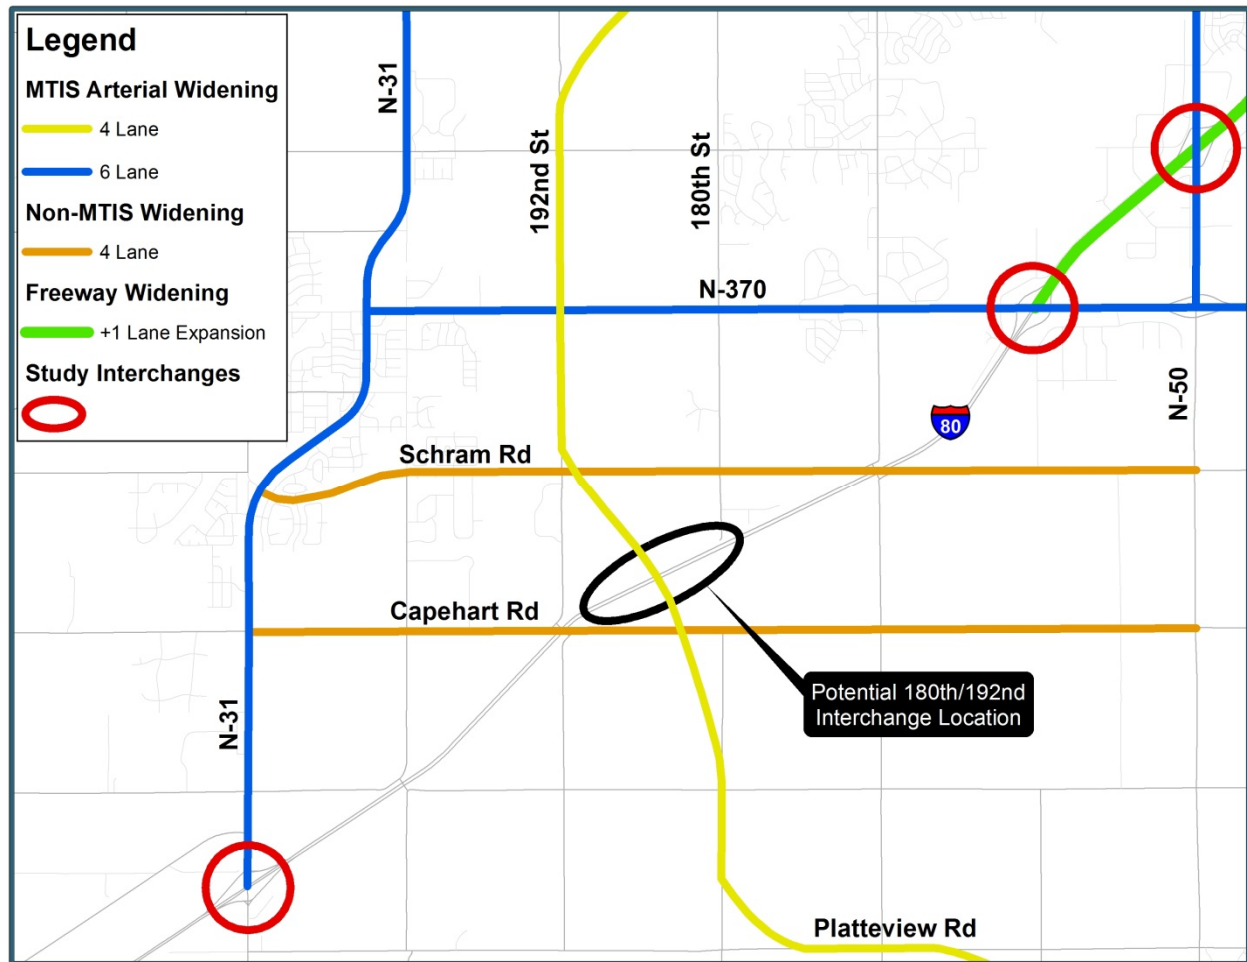 Legend
MTIS Arterial Widening
4 Lane
6 Lane
Non-MTIS Widening
4 Lane
Freeway Widening
+1 Lane Expansion
Study Interchanges
N-31
192nd St
180th St
N-370
N-50
80
Schram Rd
Capehart Rd
Potential 180th/192nd
Interchange Location
N-31
Platteview Rd